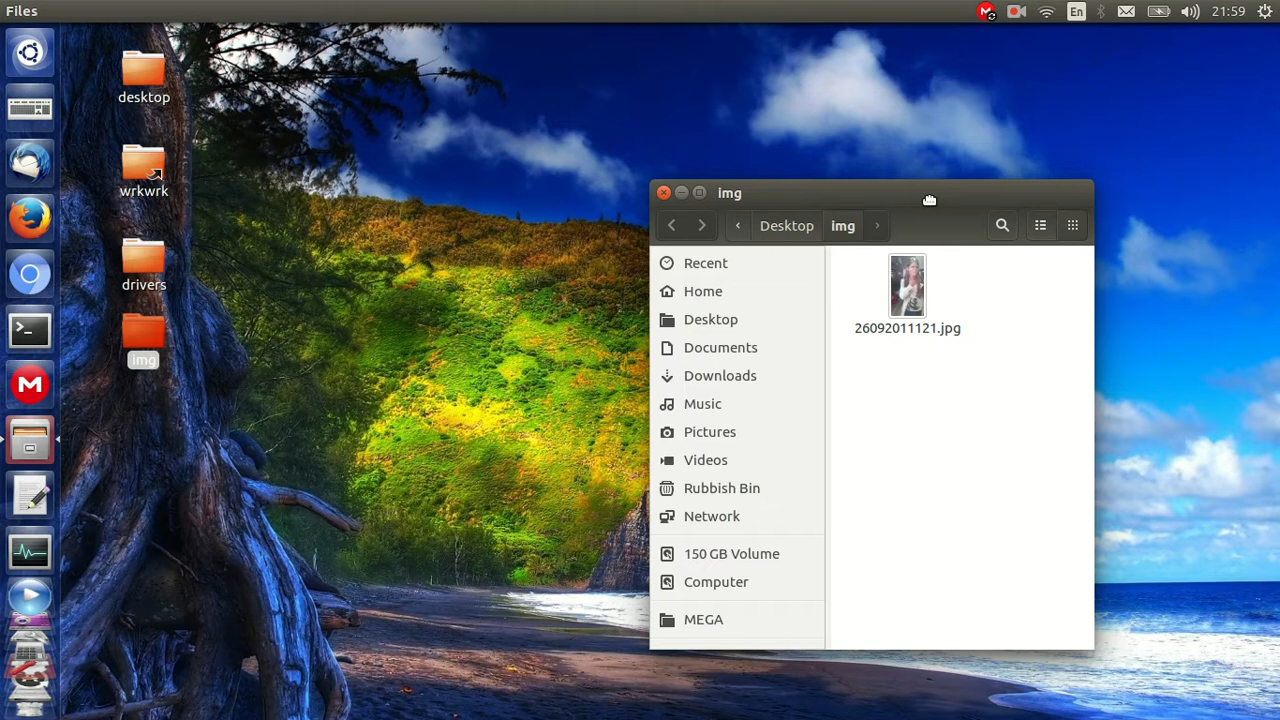 Files
En
21:59
desktop
wrkwrk
drivers
img
img
Desktop
img
Recent
Home
Desktop
Documents
Downloads
Music
Pictures
Videos
Rubbish Bin
Network
150 GB Volume
Computer
MEGA
26092011121.jpg